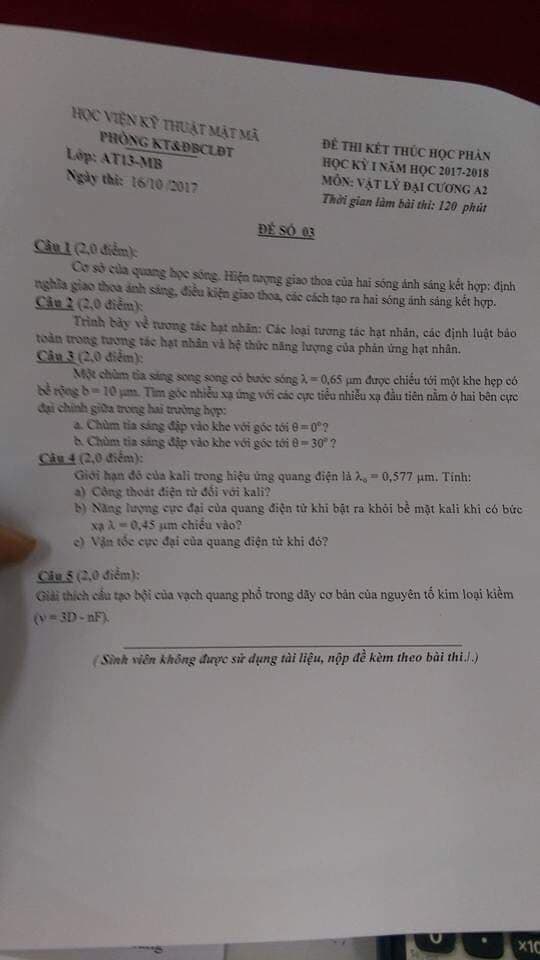 HỌC VIỆN KỸ THUẬT MẬT MÃ
PHÒNG KT&ĐBCLĐT
Lớp: AT13-MB
Ngày thi: 16/10 /2017
ĐỀ THI KẾT THÚC HỌC PHẦN
HỌC KỲ I NĂM HỌC 2017-2018
MÔN: VẬT LÝ ĐẠI CƯƠNG A2
Thời gian làm bài thi: 120 phút
ĐỀ SỐ 03
Câu 1 (2,0 điểm):
Cơ sở của quang học sóng. Hiện tượng giao thoa của hai sóng ánh sáng kết hợp: định
nghĩa giao thoa ánh sáng, điều kiện giao thoa, các cách tạo ra hai sóng ánh sáng kết hợp.
Câu 2 (2,0 điểm):
Trình bày về tương tác hạt nhân: Các loại tương tác hạt nhân, các định luật bảo
toàn trong tương tác hạt nhân và hệ thức năng lượng của phản ứng hạt nhân.
Câu 3 (2,0 điểm):
Một chùm tia sáng song song có bước sóng λ = 0,65 μm được chiếu tới một khe hẹp có
bề rộng b = 10 μm. Tìm góc nhiễu xạ ứng với các cực tiểu nhiễu xạ đầu tiên nằm ở hai bên cực
đại chính giữa trong hai trường hợp:
a. Chùm tia sáng đập vào khe với góc tới θ = 0°?
b. Chùm tia sáng đập vào khe với góc tới θ = 30° ?
Câu 4 (2,0 điểm):
Giới hạn đỏ của kali trong hiệu ứng quang điện là λ₀ = 0,577 μm. Tính:
a) Công thoát điện tử đối với kali?
b) Năng lượng cực đại của quang điện tử khi bật ra khỏi bề mặt kali khi có bức
xạ λ = 0,45 μm chiếu vào?
c) Vận tốc cực đại của quang điện tử khi đó?
Câu 5 (2,0 điểm):
Giải thích cấu tạo bội của vạch quang phổ trong dãy cơ bản của nguyên tố kim loại kiềm
(ν = 3D - nF).
( Sinh viên không được sử dụng tài liệu, nộp đề kèm theo bài thi./.)
0
.
×10